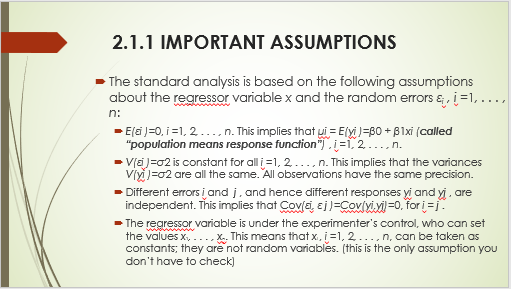 2.1.1 IMPORTANT ASSUMPTIONS
The standard analysis is based on the following assumptions
about the regressor variable x and the random errors εi , i =1, . . . ,
n:
E(εi )=0, i =1, 2, . . . , n. This implies that μi = E(yi )=β0 + β1xi (called
“population means response function”) , i =1, 2, . . . , n.
V(εi )=σ2 is constant for all i =1, 2, . . . , n. This implies that the variances
V(yi )=σ2 are all the same. All observations have the same precision.
Different errors i and j , and hence different responses yi and yj , are
independent. This implies that Cov(εi, ε j )=Cov(yi,yj)=0, for i = j .
The regressor variable is under the experimenter’s control, who can set
the values x, . . . , xₙ. This means that xᵢ, i =1, 2, . . . , n, can be taken as
constants; they are not random variables. (this is the only assumption you
don’t have to check)